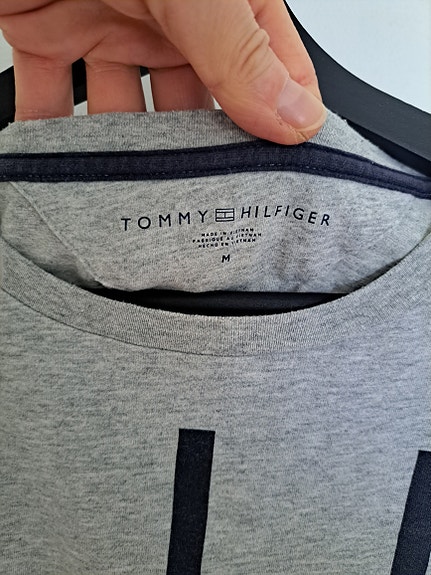 TOMMY HILFIGER
MADE IN VIETNAM
FABRIQUÉ AU VIETNAM
HECHO EN VIETNAM
M